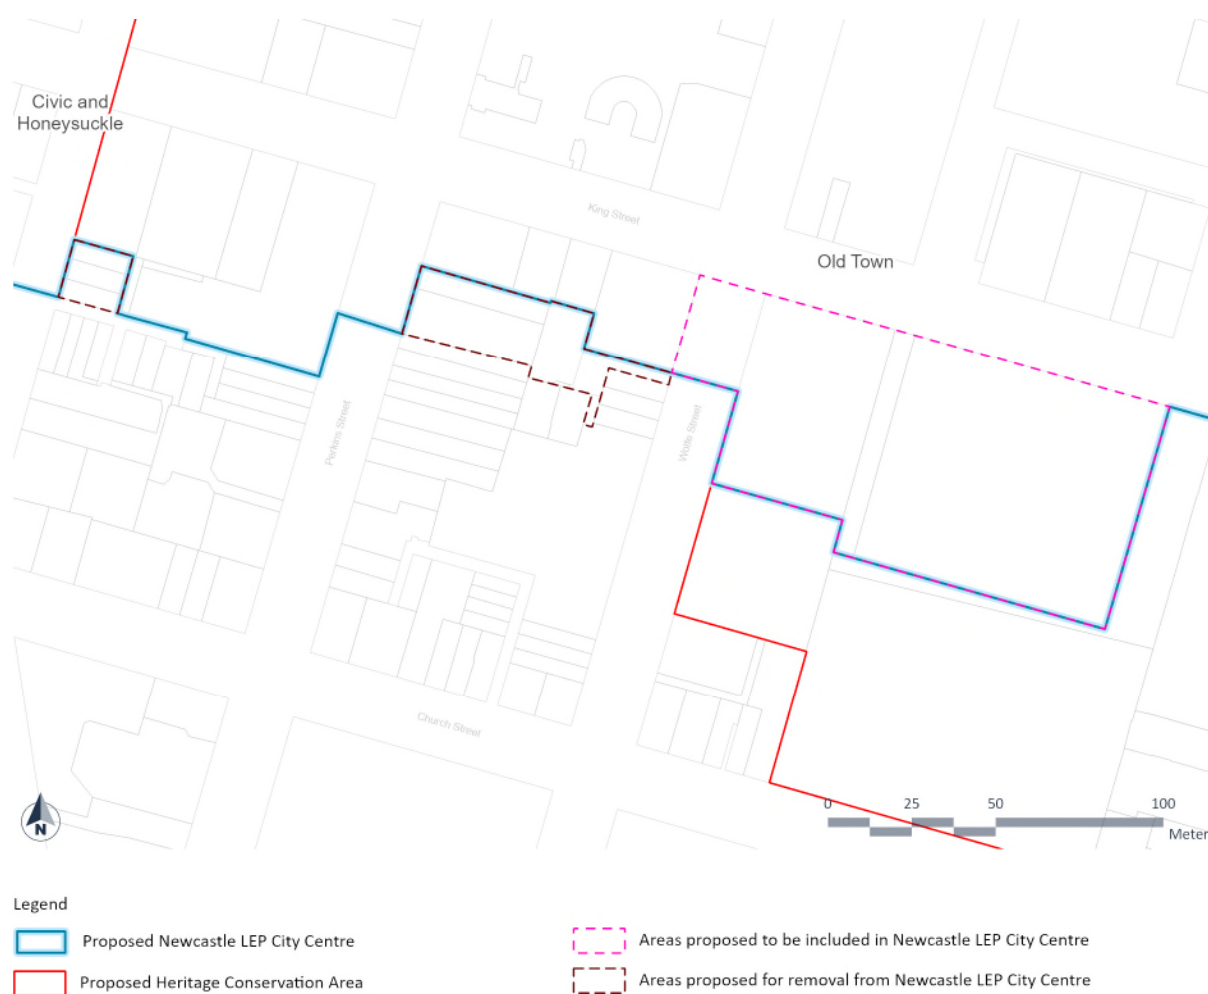 Civic and
Honeysuckle
King Street
Old Town
Perkins Street
Wolfe Street
Church Street
N
0 25 50 100
Meter
Legend
Proposed Newcastle LEP City Centre
Areas proposed to be included in Newcastle LEP City Centre
Proposed Heritage Conservation Area
Areas proposed for removal from Newcastle LEP City Centre